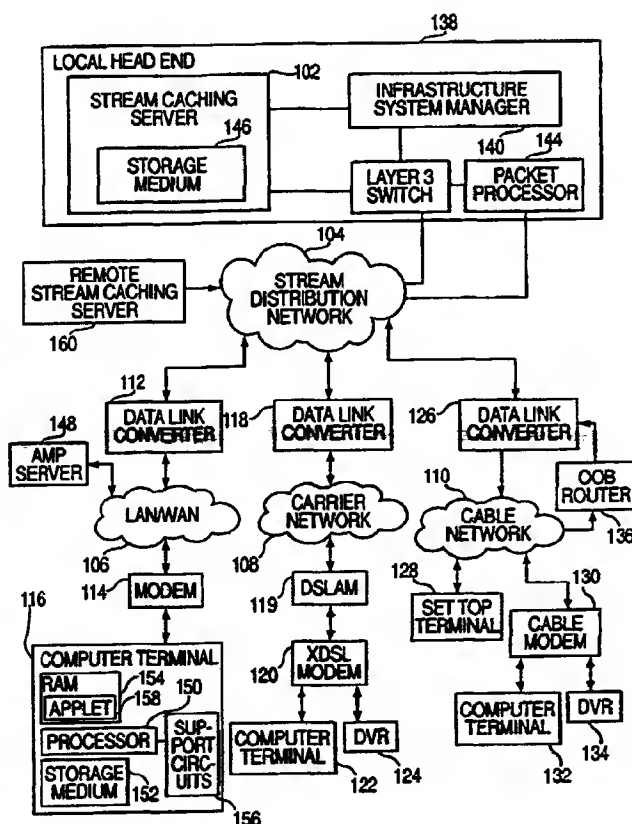 138
LOCAL HEAD END
102
STREAM CACHING
SERVER
146
STORAGE
MEDIUM
INFRASTRUCTURE
SYSTEM MANAGER
140
144
LAYER 3
SWITCH
PACKET
PROCESSOR
104
STREAM
DISTRIBUTION
NETWORK
REMOTE
STREAM CACHING
SERVER
160
112
DATA LINK
CONVERTER
118
DATA LINK
CONVERTER
126
DATA LINK
CONVERTER
148
AMP
SERVER
LAN/WAN
106
CARRIER
NETWORK
108
110
CABLE
NETWORK
OOB
ROUTER
136
114
MODEM
DSLAM
119
128
SET TOP
TERMINAL
130
CABLE
MODEM
116
COMPUTER TERMINAL
RAM
154
APPLET
158
150
PROCESSOR
STORAGE
MEDIUM
152
SUP-
PORT
CIRC-
UITS
156
120
XDSL
MODEM
COMPUTER
TERMINAL
122
DVR
124
COMPUTER
TERMINAL
132
DVR
134